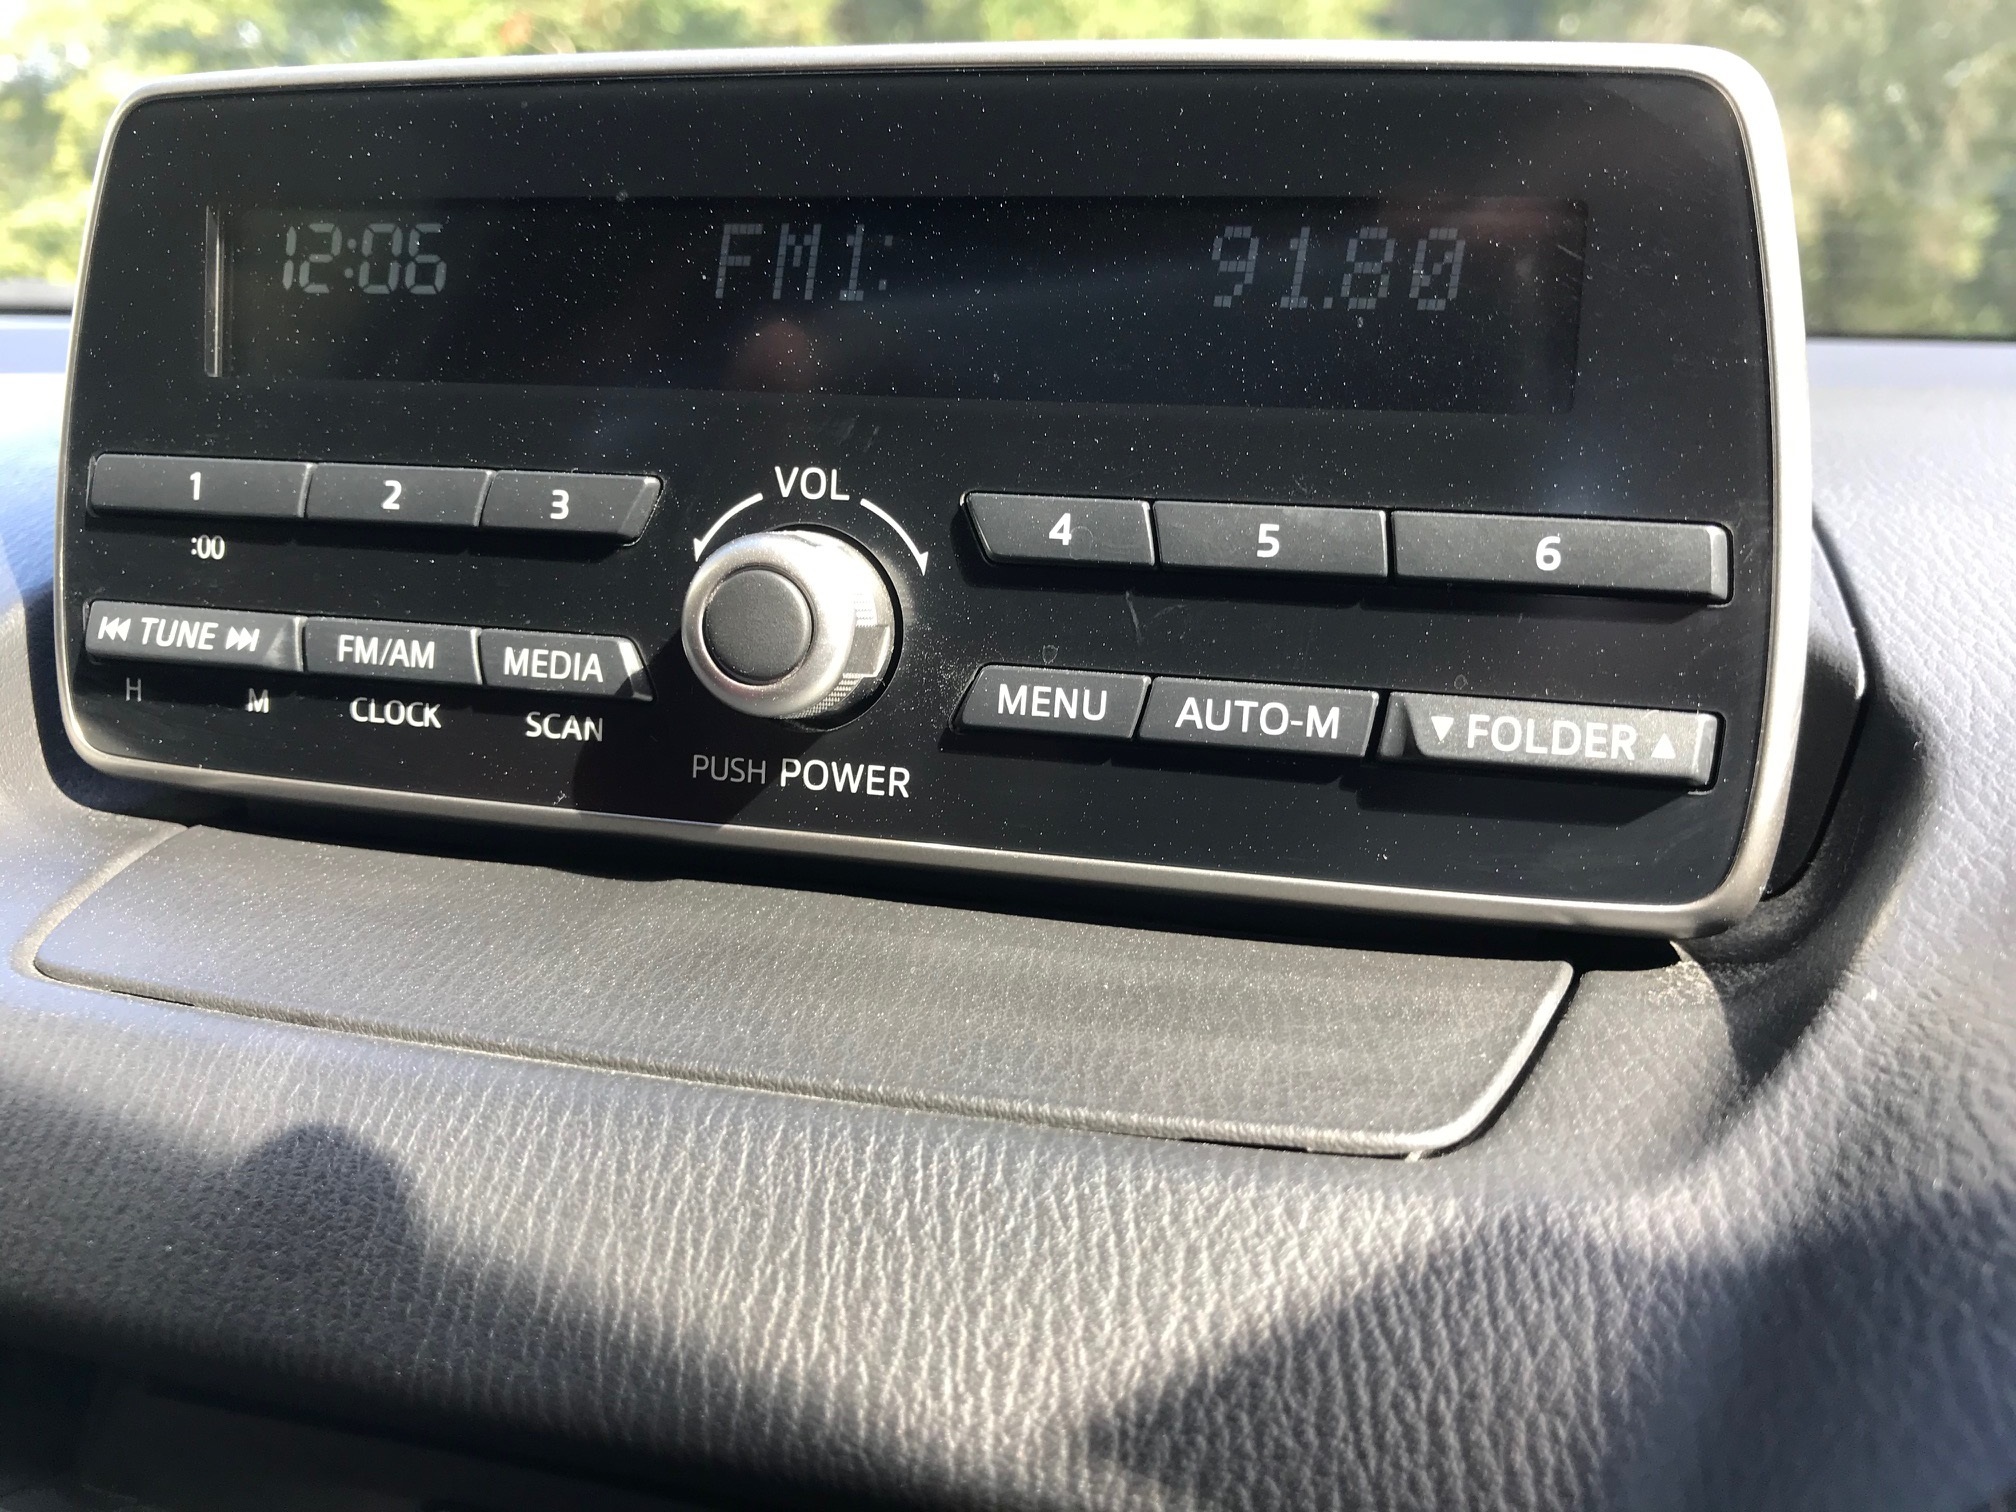 12:06 FM1: 91.80
VOL
1 2 3 4 5 6
:00
TUNE FM/AM MEDIA MENU AUTO-M ▼ FOLDER ▲
H M CLOCK SCAN
PUSH POWER